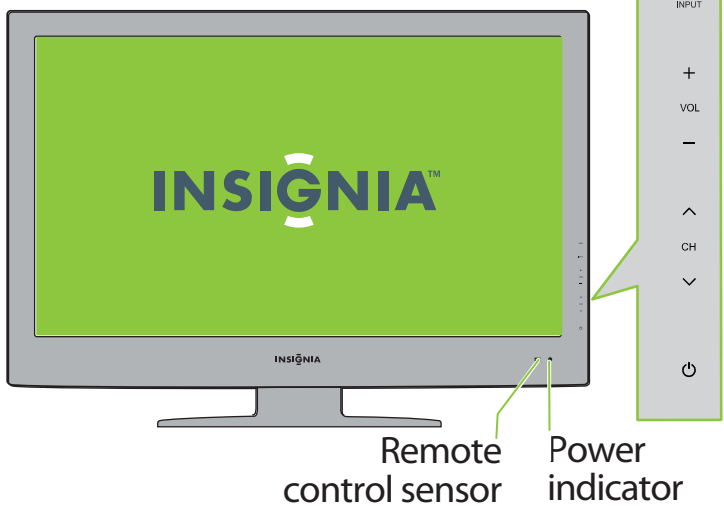 INPUT
+
VOL
−
CH
INSIGNIA™
INSIGNIA
Remote
control sensor
Power
indicator